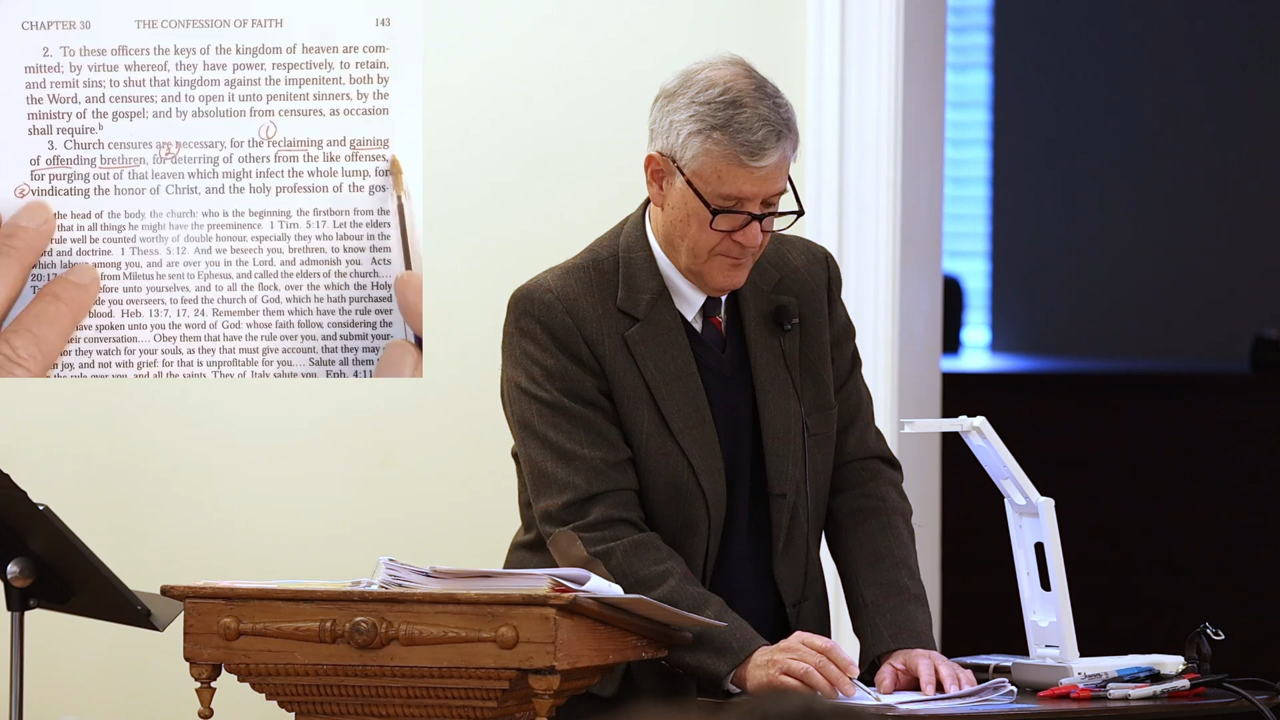 CHAPTER 30 THE CONFESSION OF FAITH 143
2. To these officers the keys of the kingdom of heaven are com-
mitted; by virtue whereof, they have power, respectively, to retain,
and remit sins; to shut that kingdom against the impenitent, both by
the Word, and censures; and to open it unto penitent sinners, by the
ministry of the gospel; and by absolution from censures, as occasion
shall require.b
3. Church censures are necessary, for the reclaiming and gaining
of offending brethren, for deterring of others from the like offenses,
for purging out of that leaven which might infect the whole lump, for
vindicating the honor of Christ, and the holy profession of the gos-
the head of the body, the church: who is the beginning, the firstborn from the
that in all things he might have the preeminence. 1 Tim. 5:17. Let the elders
rule well be counted worthy of double honour, especially they who labour in the
and doctrine. 1 Thess. 5:12. And we beseech you, brethren, to know them
which labour among you, and are over you in the Lord, and admonish you. Acts
20:17 from Miletus he sent to Ephesus, and called the elders of the church....
unto yourselves, and to all the flock, over the which the Holy
you overseers, to feed the church of God, which he hath purchased
blood. Heb. 13:7, 17, 24. Remember them which have the rule over
have spoken unto you the word of God: whose faith follow, considering the
conversation.... Obey them that have the rule over you, and submit your-
for they watch for your souls, as they that must give account, that they may
joy, and not with grief: for that is unprofitable for you.... Salute all them
the rule over you, and all the saints. They of Italy salute you. Eph. 4:11
1
2
3